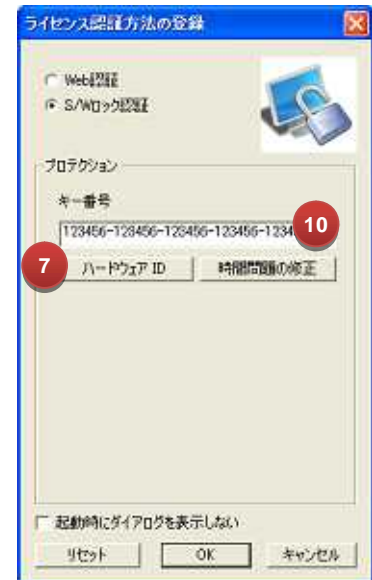 ライセンス認証方法の登録
Web認証
S/Wロック認証
プロテクション
キー番号
123456-123456-123456-123456-1234
10
7
ハードウェア ID
時間問題の修正
起動時にダイアログを表示しない
リセット
OK
キャンセル